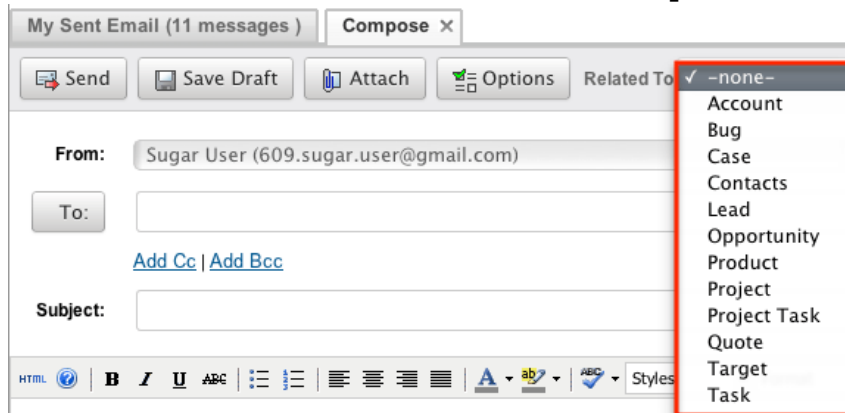 My Sent Email (11 messages ) Compose ×
Send Save Draft Attach Options Related To
✓ -none-
Account
Bug
Case
Contacts
Lead
Opportunity
Product
Project
Project Task
Quote
Target
Task
From: Sugar User (609.sugar.user@gmail.com)
To:
Add Cc | Add Bcc
Subject:
HTML ? B I U ABC A ab ABC Styles